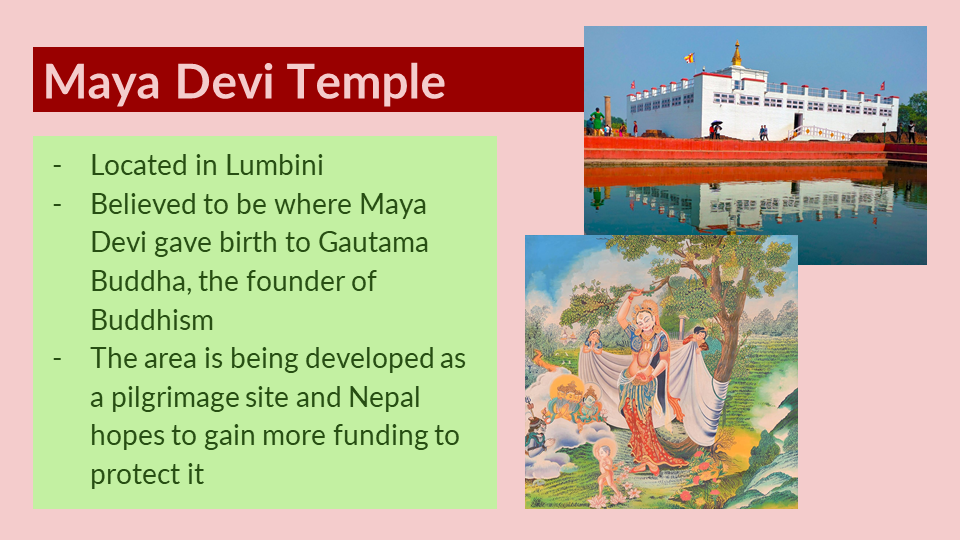 Maya Devi Temple
- Located in Lumbini
- Believed to be where Maya
Devi gave birth to Gautama
Buddha, the founder of
Buddhism
- The area is being developed as
a pilgrimage site and Nepal
hopes to gain more funding to
protect it